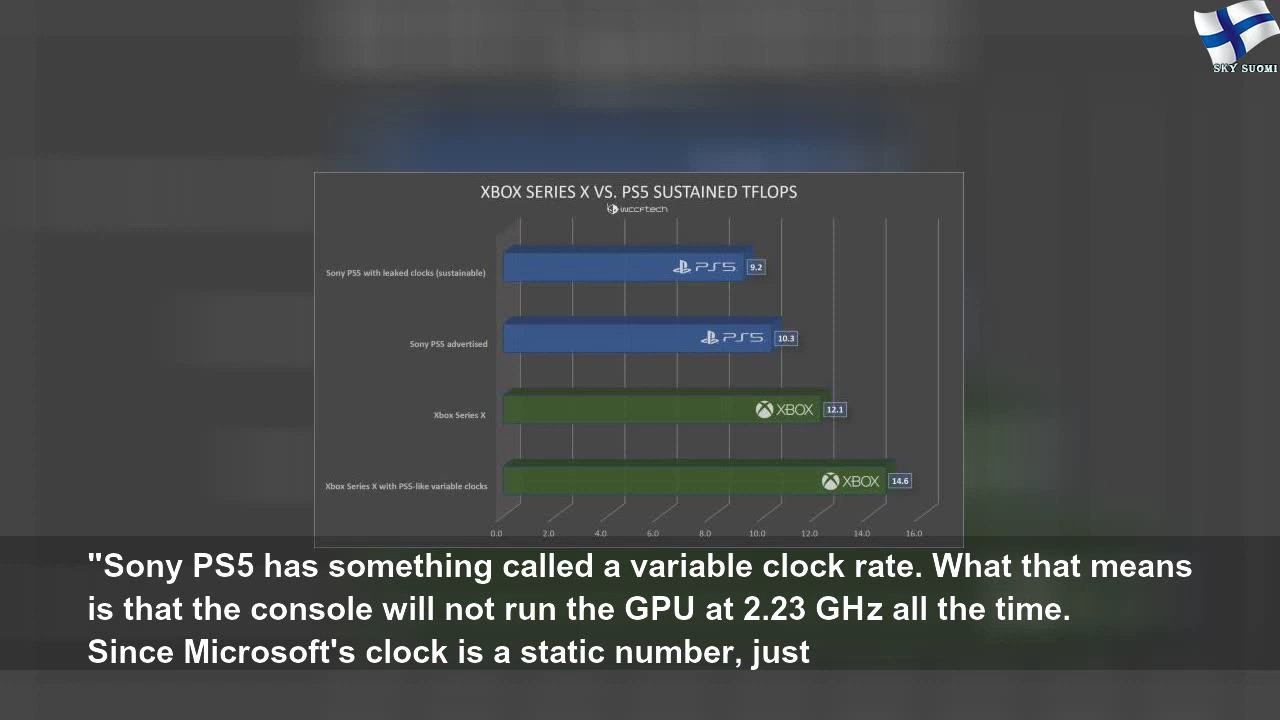 SKY SUOMI
XBOX SERIES X VS. PS5 SUSTAINED TFLOPS
wccftech
Sony PS5 with leaked clocks (sustainable)
PS5
9.2
Sony PS5 advertised
PS5
10.3
Xbox Series X
XBOX
12.1
Xbox Series X with PS5-like variable clocks
XBOX
14.6
0.0 2.0 4.0 6.0 8.0 10.0 12.0 14.0 16.0
"Sony PS5 has something called a variable clock rate. What that means
is that the console will not run the GPU at 2.23 GHz all the time.
Since Microsoft's clock is a static number, just